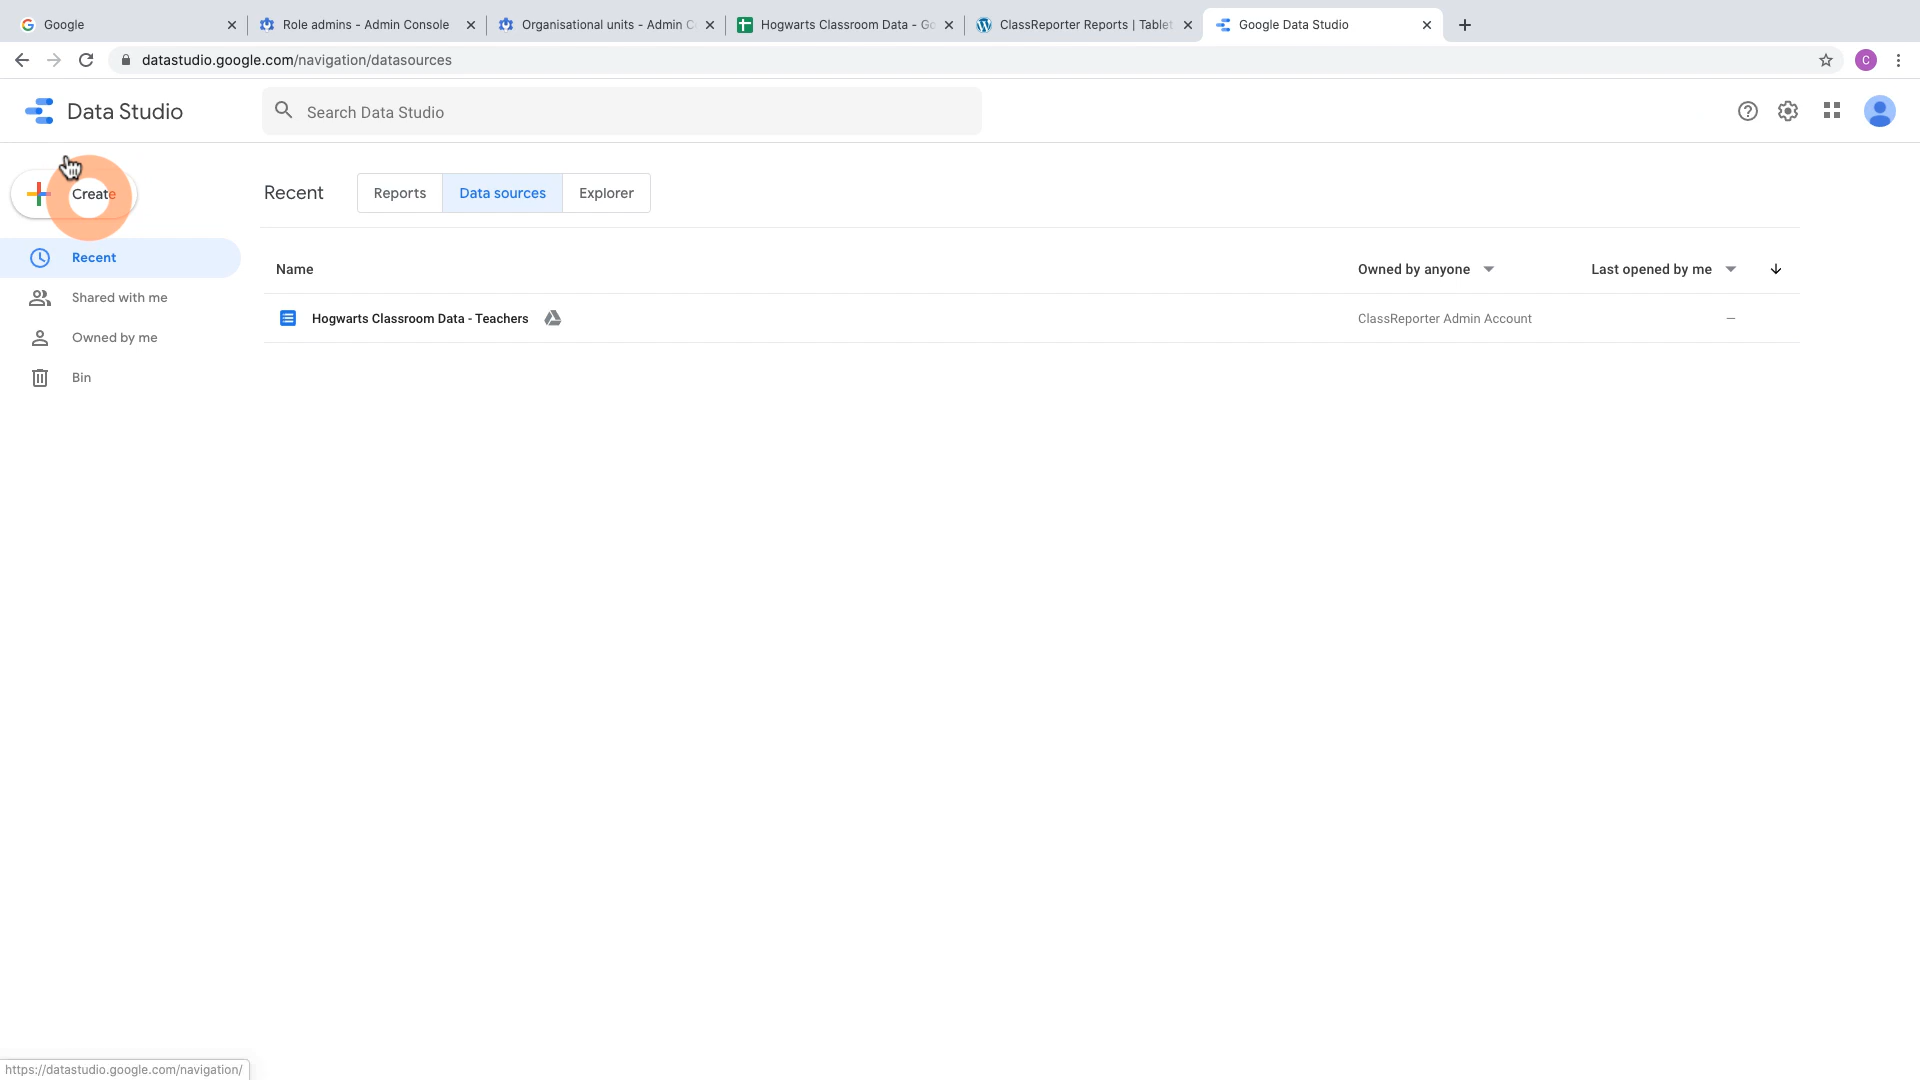 Google
Role admins - Admin Console
Organisational units - Admin C
Hogwarts Classroom Data - Go
ClassReporter Reports | Tablet
Google Data Studio
datastudio.google.com/navigation/datasources
C
Data Studio
Search Data Studio
Create
Recent
Reports
Data sources
Explorer
Recent
Shared with me
Owned by me
Bin
Name
Owned by anyone
Last opened by me
Hogwarts Classroom Data - Teachers
ClassReporter Admin Account
–
https://datastudio.google.com/navigation/